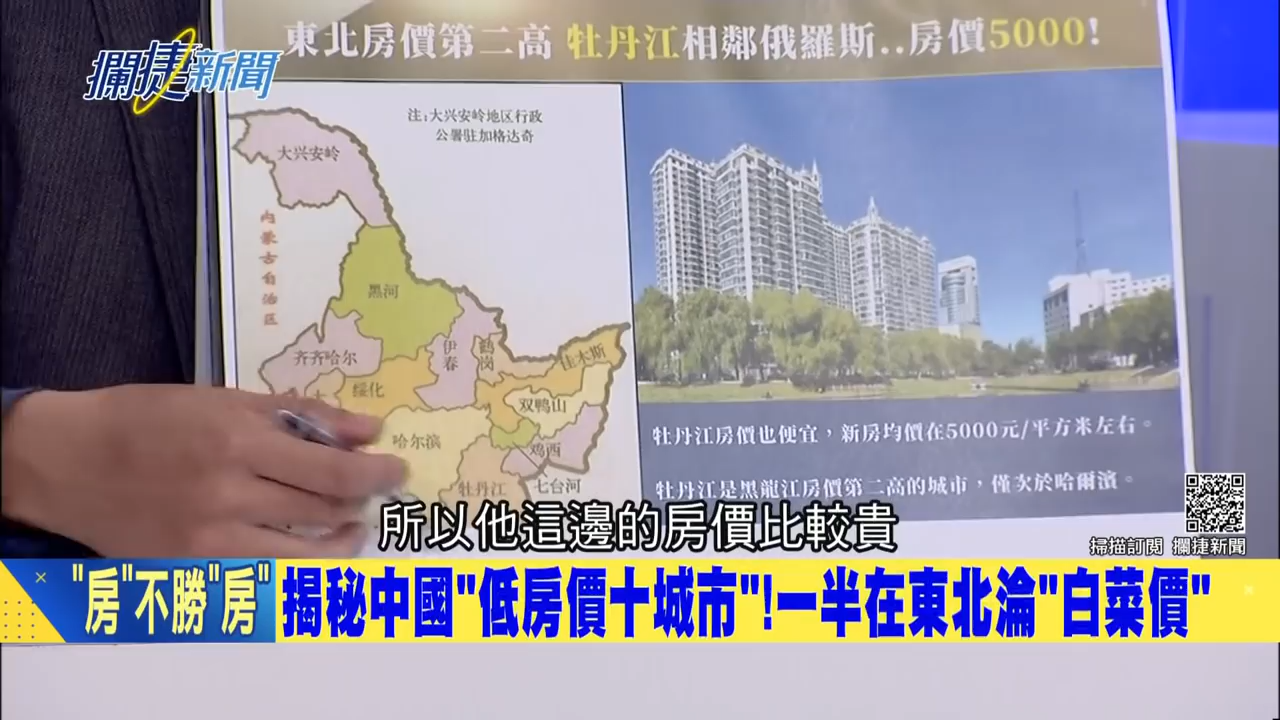 攔捷新聞
東北房價第二高 牡丹江相鄰俄羅斯..房價5000!
注:大兴安岭地区行政
公署驻加格达奇
大兴安岭
内蒙古自治区
黑河
齐齐哈尔
伊春
鹤岗
佳木斯
大
绥化
双鸭山
哈尔滨
鸡西
牡丹江
七台河
牡丹江房價也便宜，新房均價在5000元/平方米左右。
牡丹江是黑龍江房價第二高的城市，僅次於哈爾濱。
所以他這邊的房價比較貴
掃描訂閱 攔捷新聞
"房"不勝"房"
揭秘中國"低房價十城市"!一半在東北淪"白菜價"